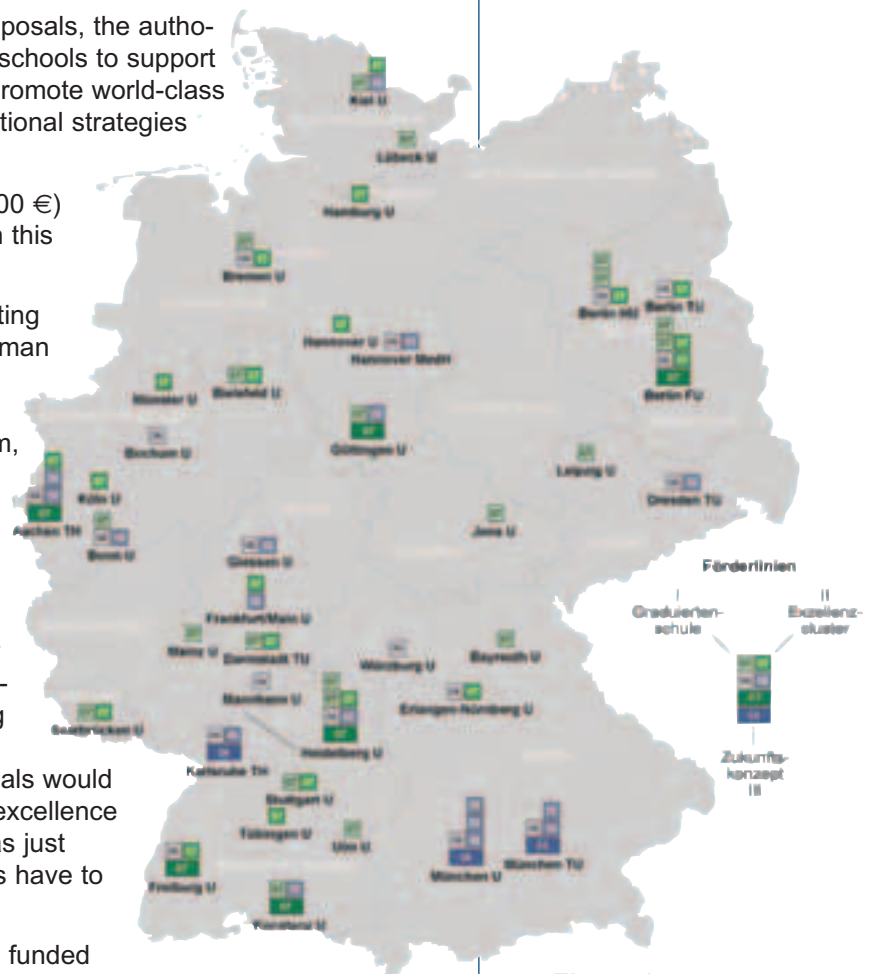 posals, the autho-
schools to support
romote world-class
tional strategies
00 €)
n this
ting
man
n,
-
g
als would
excellence
as just
s have to
funded
Kiel U
Lübeck U
Hamburg U
Bremen U
Berlin HU
Berlin TU
Hannover U
Hannover MedH
Berlin FU
Münster U
Bielefeld U
Göttingen U
Bochum U
Leipzig U
Köln U
Dresden TU
Aachen TH
Jena U
Bonn U
Giessen U
Förderlinien
I
Graduierten-
schule
II
Exzellenz-
cluster
Frankfurt/Main U
Mainz U
Darmstadt TU
Würzburg U
Bayreuth U
Mannheim U
Erlangen-Nürnberg U
Saarbrücken U
Heidelberg U
Karlsruhe TH
Zukunfts-
konzept
III
Stuttgart U
Tübingen U
Ulm U
München U
München TU
Freiburg U
Konstanz U